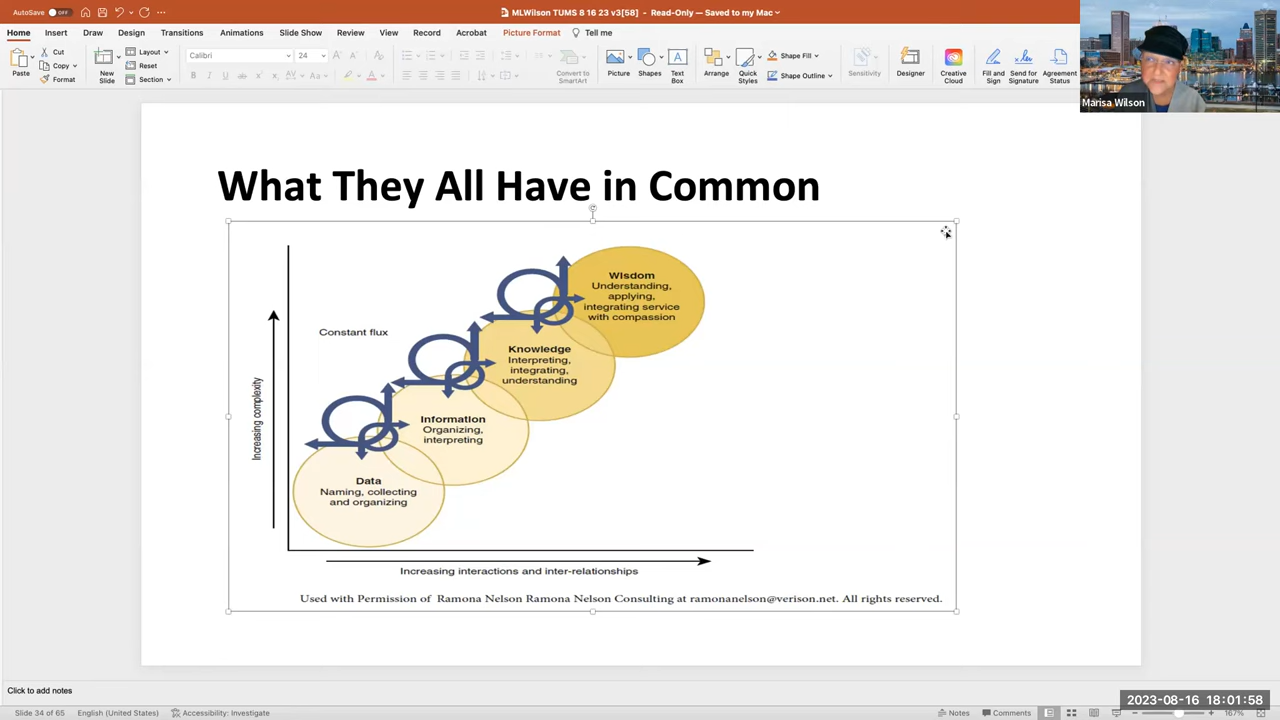 AutoSave OFF
MLWilson TUMS 8 16 23 v3[58] - Read-Only — Saved to my Mac
Home Insert Draw Design Transitions Animations Slide Show Review View Record Acrobat Picture Format Tell me
Paste
Cut
Copy
Format
New Slide
Layout
Reset
Section
Calibri
24
Convert to SmartArt
Picture
Shapes
Text Box
Arrange
Quick Styles
Shape Fill
Shape Outline
Sensitivity
Designer
Creative Cloud
Fill and Sign
Send for Signature
Agreement Status
Marisa Wilson
What They All Have in Common
Wisdom
Understanding,
applying,
integrating service
with compassion
Constant flux
Knowledge
Interpreting,
integrating,
understanding
Increasing complexity
Information
Organizing,
interpreting
Data
Naming, collecting
and organizing
Increasing interactions and inter-relationships
Used with Permission of Ramona Nelson Ramona Nelson Consulting at ramonanelson@verison.net. All rights reserved.
Click to add notes
2023-08-16 18:01:58
Slide 34 of 65 English (United States) Accessibility: Investigate Notes Comments 167%